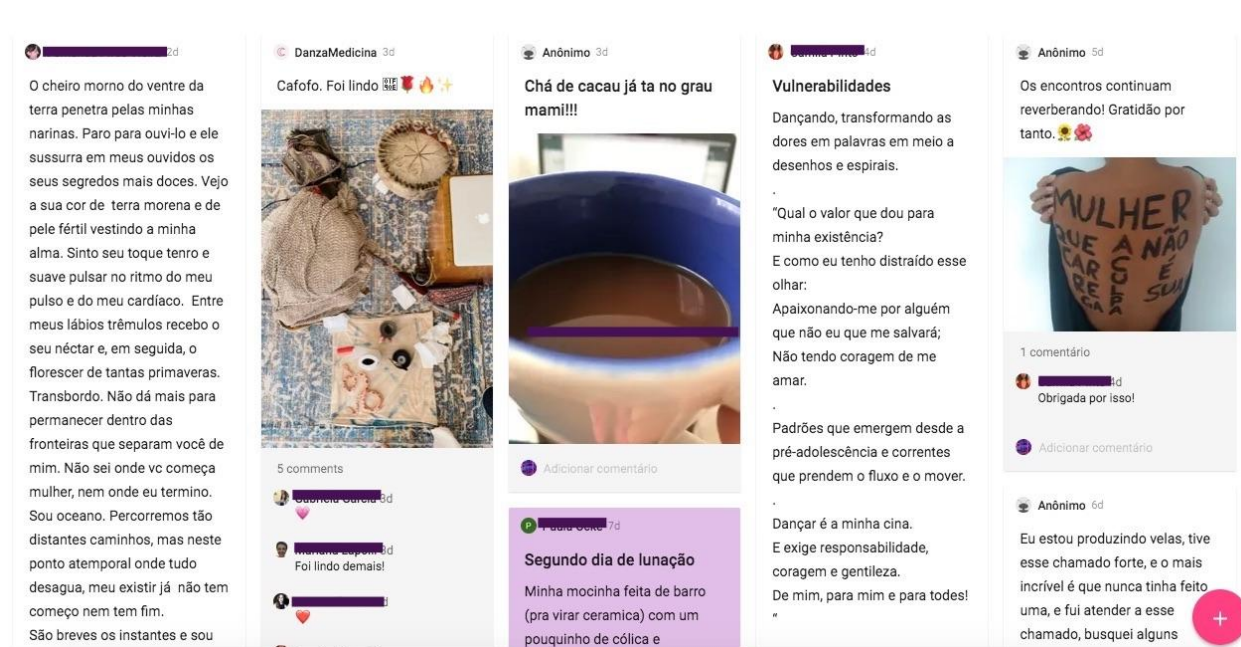 2d
O cheiro morno do ventre da
terra penetra pelas minhas
narinas. Paro para ouvi-lo e ele
sussurra em meus ouvidos os
seus segredos mais doces. Vejo
a sua cor de terra morena e de
pele fértil vestindo a minha
alma. Sinto seu toque tenro e
suave pulsar no ritmo do meu
pulso e do meu cardíaco. Entre
meus lábios trêmulos recebo o
seu néctar e, em seguida, o
florescer de tantas primaveras.
Transbordo. Não dá mais para
permanecer dentro das
fronteiras que separam você de
mim. Não sei onde vc começa
mulher, nem onde eu termino.
Sou oceano. Percorremos tão
distantes caminhos, mas neste
ponto atemporal onde tudo
desagua, meu existir já não tem
começo nem tem fim.
São breves os instantes e sou
DanzaMedicina 3d
Cafofo. Foi lindo 🌹🔥✨
5 comments
3d
💗
3d
Foi lindo demais!
❤️
Anônimo 3d
Chá de cacau já ta no grau
mami!!!
Adicionar comentário
P 7d
Segundo dia de lunação
Minha mocinha feita de barro
(pra virar ceramica) com um
pouquinho de cólica e
4d
Vulnerabilidades
Dançando, transformando as
dores em palavras em meio a
desenhos e espirais.
.
“Qual o valor que dou para
minha existência?
E como eu tenho distraído esse
olhar:
Apaixonando-me por alguém
que não eu que me salvará;
Não tendo coragem de me
amar.
.
Padrões que emergem desde a
pré-adolescência e correntes
que prendem o fluxo e o mover.
.
Dançar é a minha cina.
E exige responsabilidade,
coragem e gentileza.
De mim, para mim e para todes!
“
Anônimo 5d
Os encontros continuam
reverberando! Gratidão por
tanto.🌻🌺
MULHER
QUE A NÃO
CARREGA CULPA É
SUA
1 comentário
4d
Obrigada por isso!
Adicionar comentário
Anônimo 6d
Eu estou produzindo velas, tive
esse chamado forte, e o mais
incrível é que nunca tinha feito
uma, e fui atender a esse
chamado, busquei alguns
+